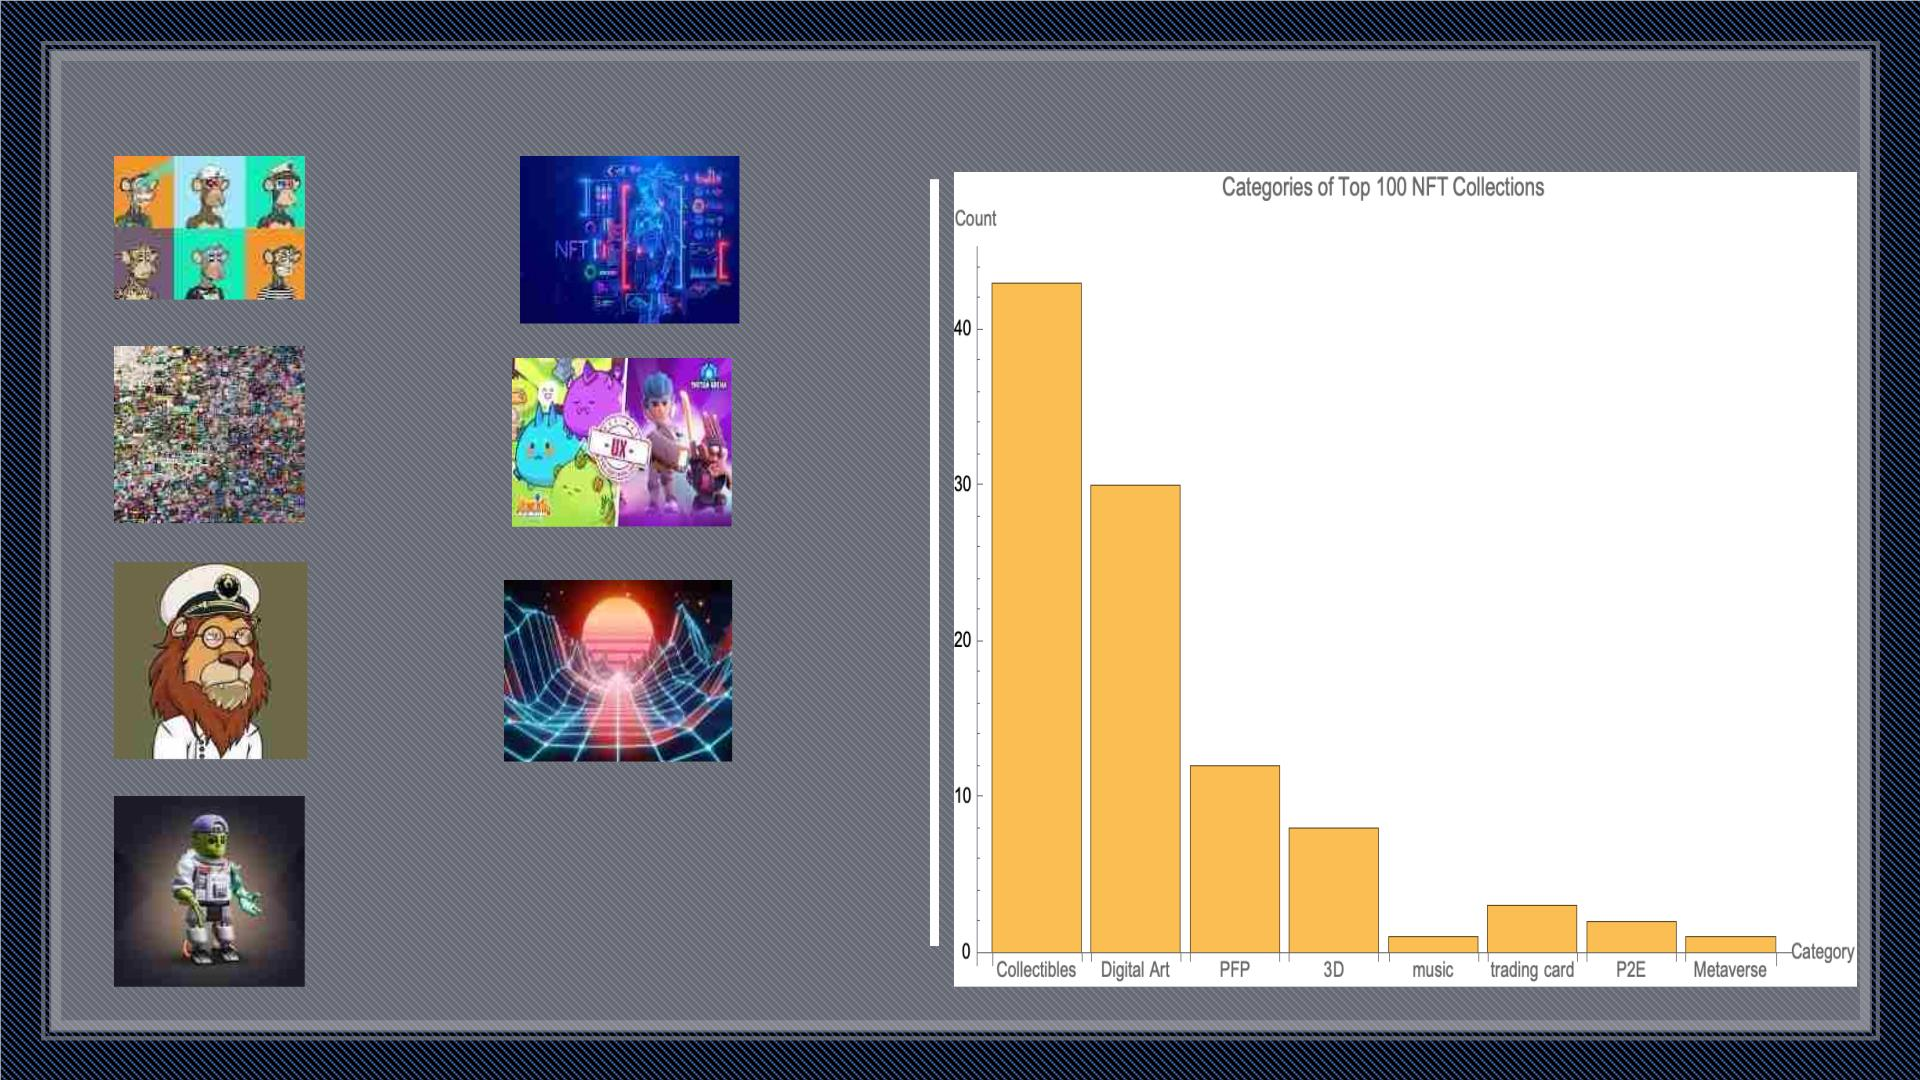 NFT
UX
Categories of Top 100 NFT Collections
Count
40
30
20
10
0
Collectibles
Digital Art
PFP
3D
music
trading card
P2E
Metaverse
Category